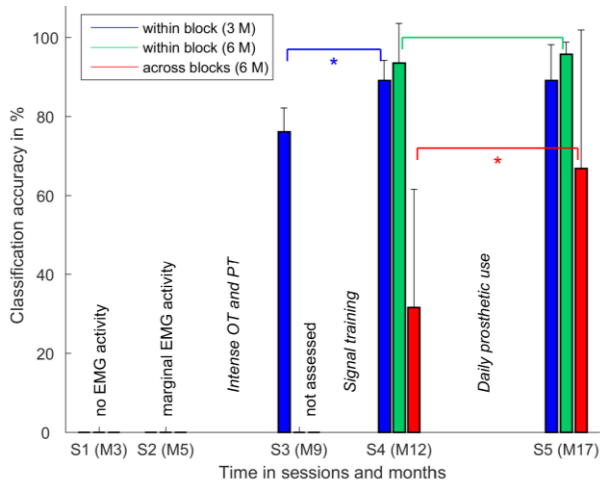 within block (3 M)
within block (6 M)
across blocks (6 M)
Classification accuracy in %
100
80
60
40
20
0
no EMG activity
marginal EMG activity
Intense OT and PT
not assessed
Signal training
Daily prosthetic use
*
*
S1 (M3)
S2 (M5)
S3 (M9)
S4 (M12)
S5 (M17)
Time in sessions and months